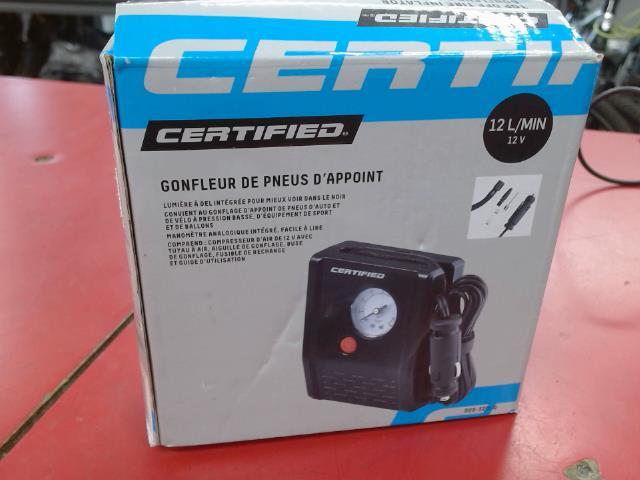 CERTIFIED
CERTIF
CERTIFIED
12 L/MIN
12 V
GONFLEUR DE PNEUS D'APPOINT
LUMIÈRE À DEL INTÉGRÉE POUR MIEUX VOIR DANS LE NOIR
CONVIENT AU GONFLAGE D'APPOINT DE PNEUS D'AUTO ET
DE VÉLO À PRESSION BASSE, D'ÉQUIPEMENT DE SPORT
ET DE BALLONS
MANOMÈTRE ANALOGIQUE INTÉGRÉ, FACILE À LIRE
COMPREND : COMPRESSEUR D'AIR DE 12 V AVEC
TUYAU À AIR, AIGUILLE DE GONFLAGE, BUSE
DE GONFLAGE, FUSIBLE DE RECHANGE
ET GUIDE D'UTILISATION
CERTIFIED